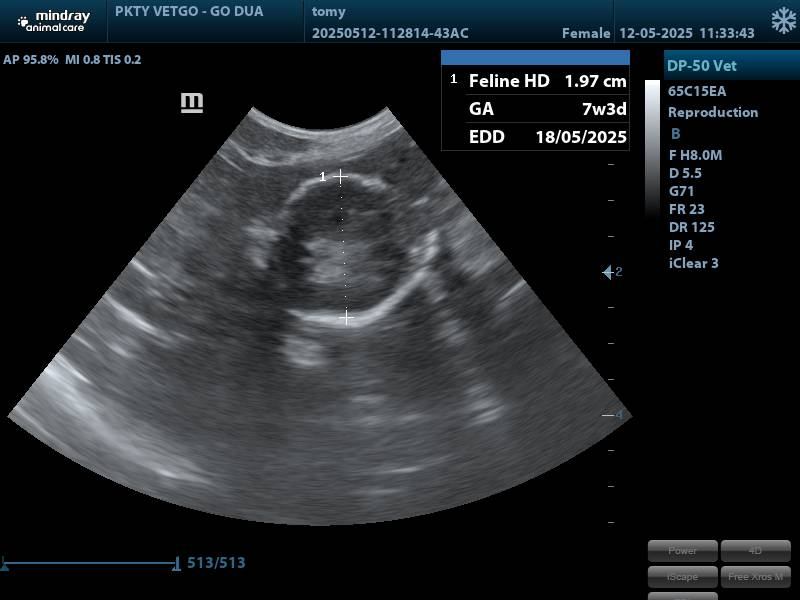 mindray
animal care
PKTY VETGO - GO DUA
tomy
20250512-112814-43AC
Female
12-05-2025 11:33:43
AP 95.8% MI 0.8 TIS 0.2
m
1 Feline HD 1.97 cm
GA 7w3d
EDD 18/05/2025
DP-50 Vet
65C15EA
Reproduction
B
F H8.0M
D 5.5
G71
FR 23
DR 125
IP 4
iClear 3
1
2
4
513/513
Power
4D
iScape
Free Xros M